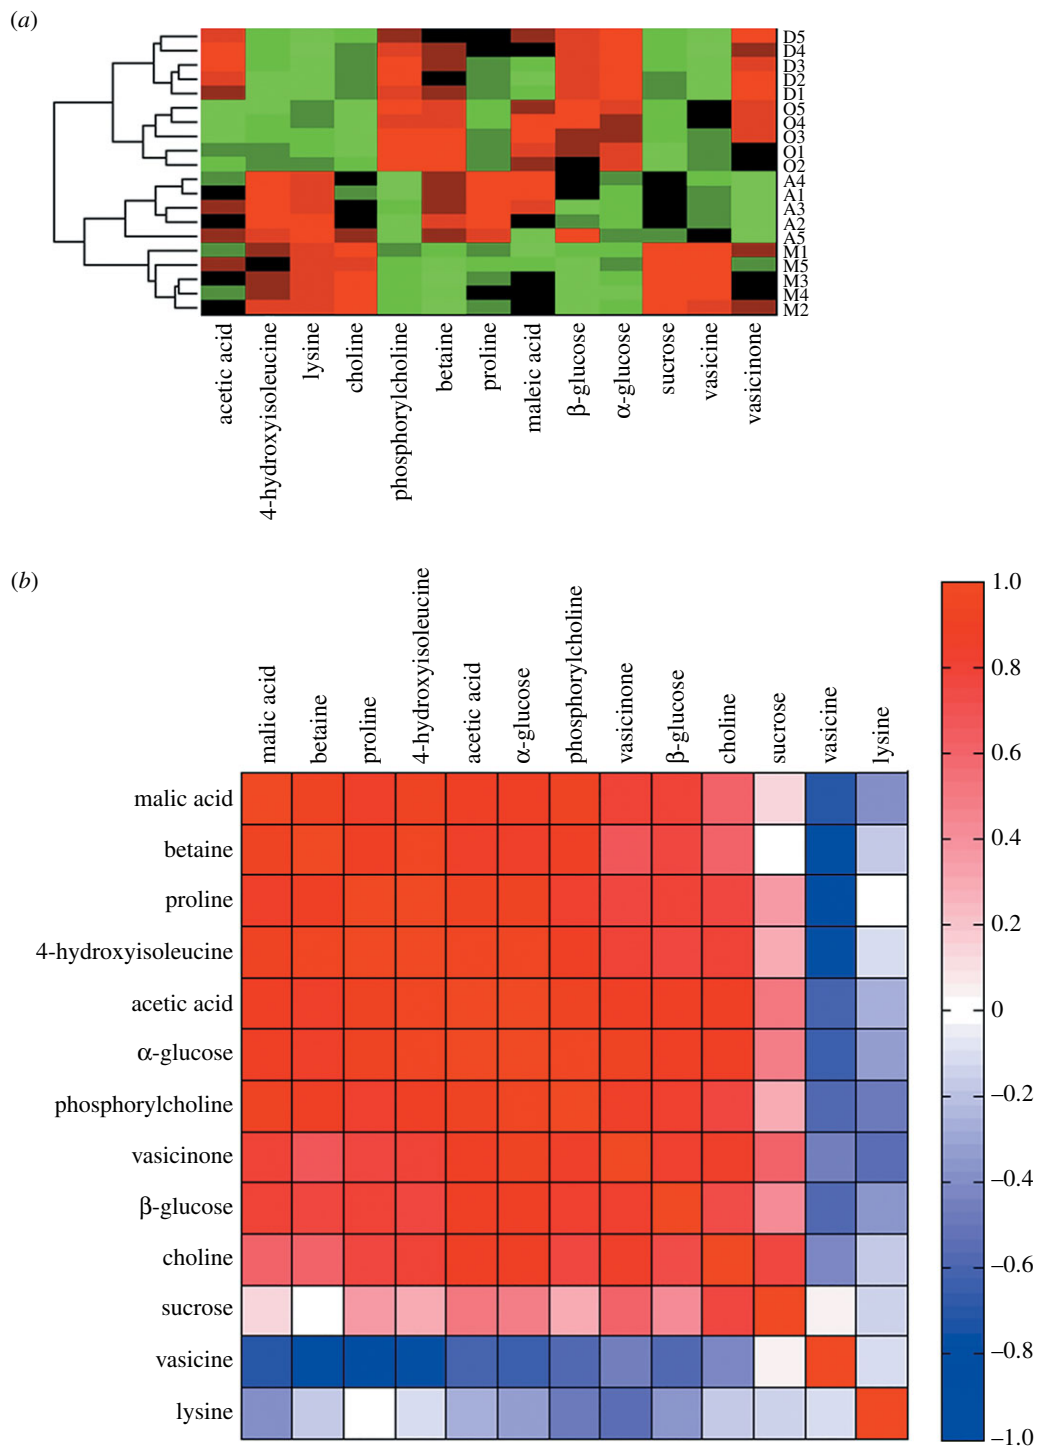 (a)
D5
D4
D3
D2
D1
O5
O4
O3
O1
O2
A4
A1
A3
A2
A5
M1
M5
M3
M4
M2
acetic acid
4-hydroxyisoleucine
lysine
choline
phosphorylcholine
betaine
proline
maleic acid
β-glucose
α-glucose
sucrose
vasicine
vasicinone
(b)
malic acid
betaine
proline
4-hydroxyisoleucine
acetic acid
α-glucose
phosphorylcholine
vasicinone
β-glucose
choline
sucrose
vasicine
lysine
malic acid
betaine
proline
4-hydroxyisoleucine
acetic acid
α-glucose
phosphorylcholine
vasicinone
β-glucose
choline
sucrose
vasicine
lysine
1.0
0.8
0.6
0.4
0.2
0
–0.2
–0.4
–0.6
–0.8
–1.0